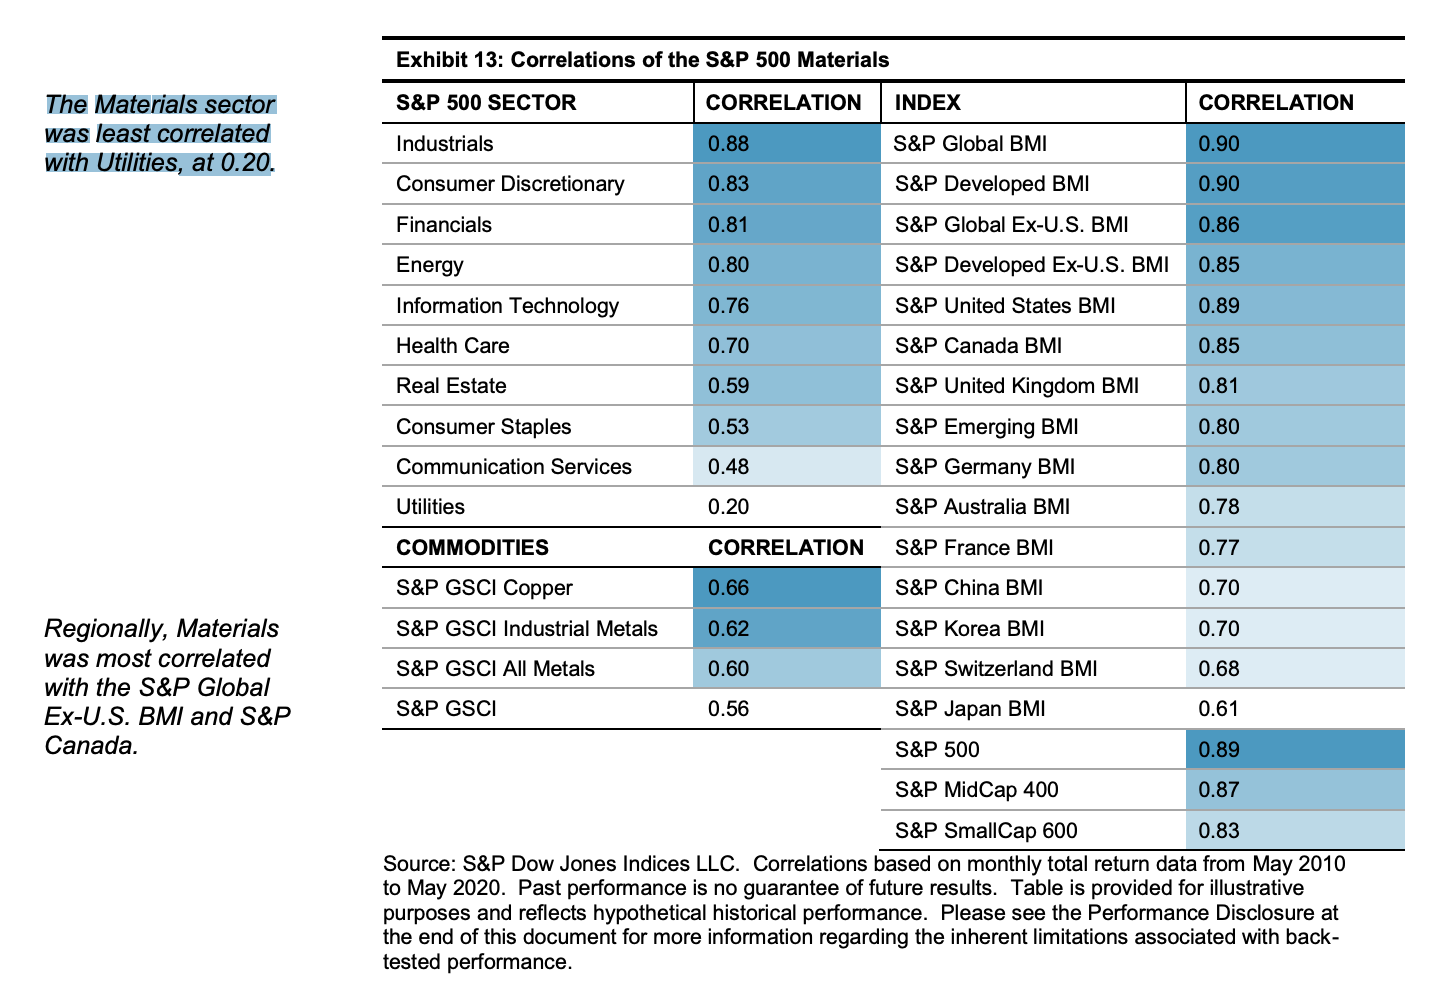 The Materials sector
was least correlated
with Utilities, at 0.20.
Regionally, Materials
was most correlated
with the S&P Global
Ex-U.S. BMI and S&P
Canada.
Exhibit 13: Correlations of the S&P 500 Materials
S&P 500 SECTOR CORRELATION INDEX CORRELATION
Industrials 0.88 S&P Global BMI 0.90
Consumer Discretionary 0.83 S&P Developed BMI 0.90
Financials 0.81 S&P Global Ex-U.S. BMI 0.86
Energy 0.80 S&P Developed Ex-U.S. BMI 0.85
Information Technology 0.76 S&P United States BMI 0.89
Health Care 0.70 S&P Canada BMI 0.85
Real Estate 0.59 S&P United Kingdom BMI 0.81
Consumer Staples 0.53 S&P Emerging BMI 0.80
Communication Services 0.48 S&P Germany BMI 0.80
Utilities 0.20 S&P Australia BMI 0.78
COMMODITIES CORRELATION S&P France BMI 0.77
S&P GSCI Copper 0.66 S&P China BMI 0.70
S&P GSCI Industrial Metals 0.62 S&P Korea BMI 0.70
S&P GSCI All Metals 0.60 S&P Switzerland BMI 0.68
S&P GSCI 0.56 S&P Japan BMI 0.61
S&P 500 0.89
S&P MidCap 400 0.87
S&P SmallCap 600 0.83
Source: S&P Dow Jones Indices LLC.  Correlations based on monthly total return data from May 2010
to May 2020.  Past performance is no guarantee of future results.  Table is provided for illustrative
purposes and reflects hypothetical historical performance.  Please see the Performance Disclosure at
the end of this document for more information regarding the inherent limitations associated with back-
tested performance.